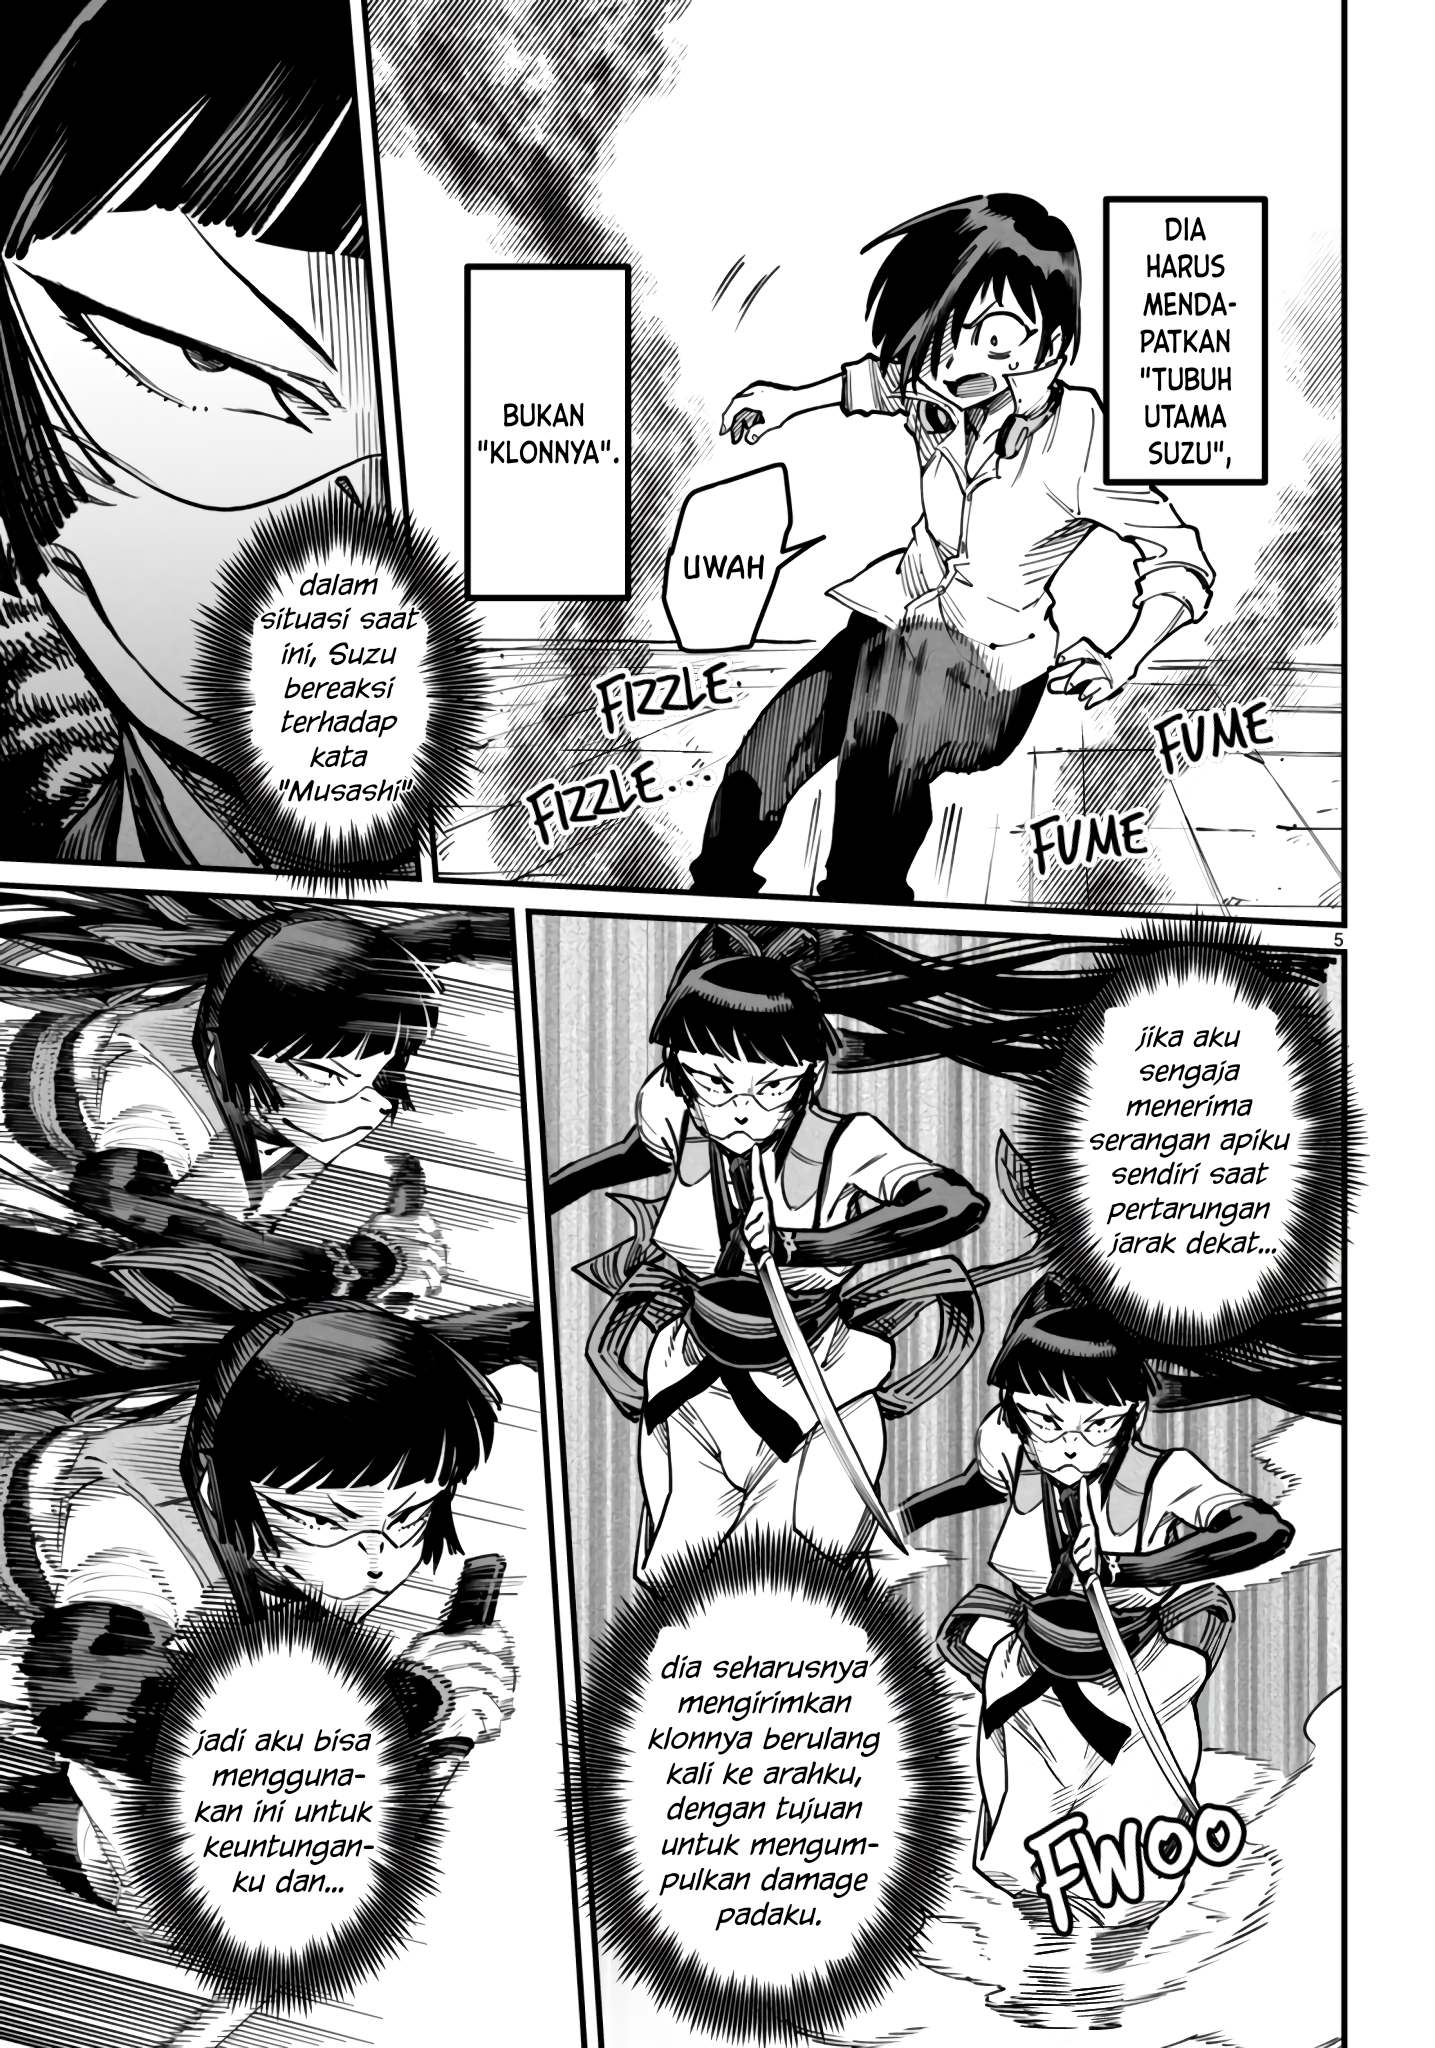 DIA
HARUS
MENDA-
PATKAN
"TUBUH
UTAMA
SUZU",
BUKAN
"KLONNYA".
UWAH
FIZZLE.
FIZZLE...
FUME
FUME
dalam
situasi saat
ini, Suzu
bereaksi
terhadap
kata
"Musashi"
5
jika aku
sengaja
menerima
serangan apiku
sendiri saat
pertarungan
jarak dekat...
dia seharusnya
mengirimkan
klonnya berulang
kali ke arahku,
dengan tujuan
untuk mengum-
pulkan damage
padaku.
FWOO
jadi aku bisa
mengguna-
kan ini untuk
keuntungan-
ku dan...